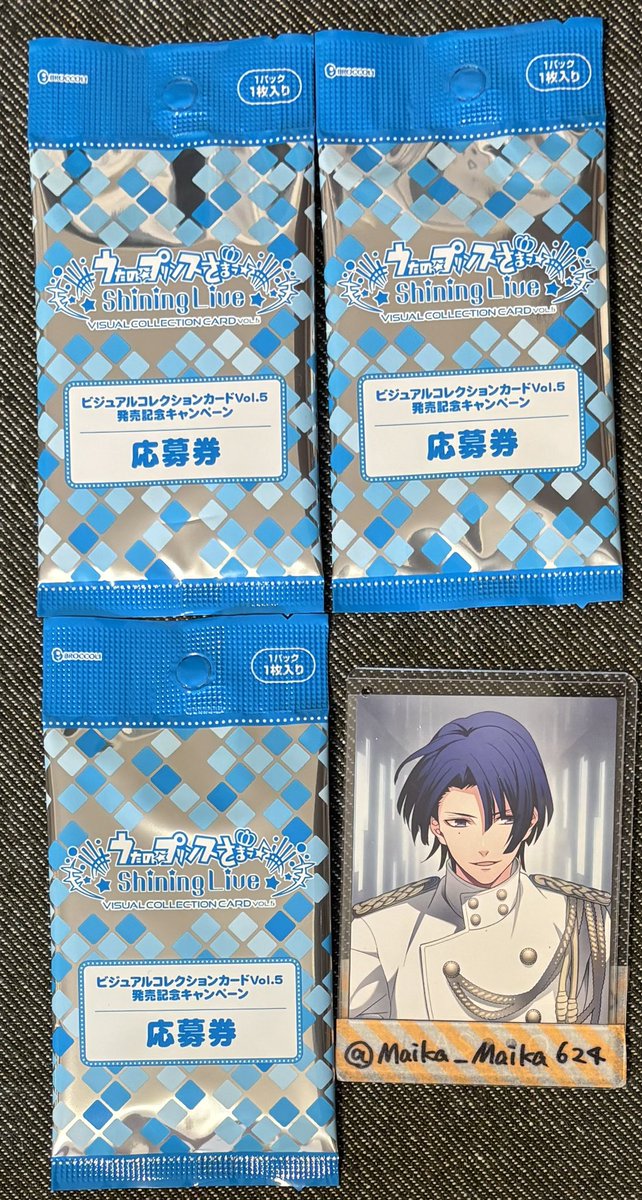 BROCCOLI
1パック
1枚入り
うたの☆プリンスさまっ♪
Shining Live
VISUAL COLLECTION CARD VOL.5
ビジュアルコレクションカードVol.5
発売記念キャンペーン
応募券
BROCCOLI
1パック
1枚入り
うたの☆プリンスさまっ♪
Shining Live
VISUAL COLLECTION CARD VOL.5
ビジュアルコレクションカードVol.5
発売記念キャンペーン
応募券
BROCCOLI
1パック
1枚入り
うたの☆プリンスさまっ♪
Shining Live
VISUAL COLLECTION CARD VOL.5
ビジュアルコレクションカードVol.5
発売記念キャンペーン
応募券
@Maika_Maika624